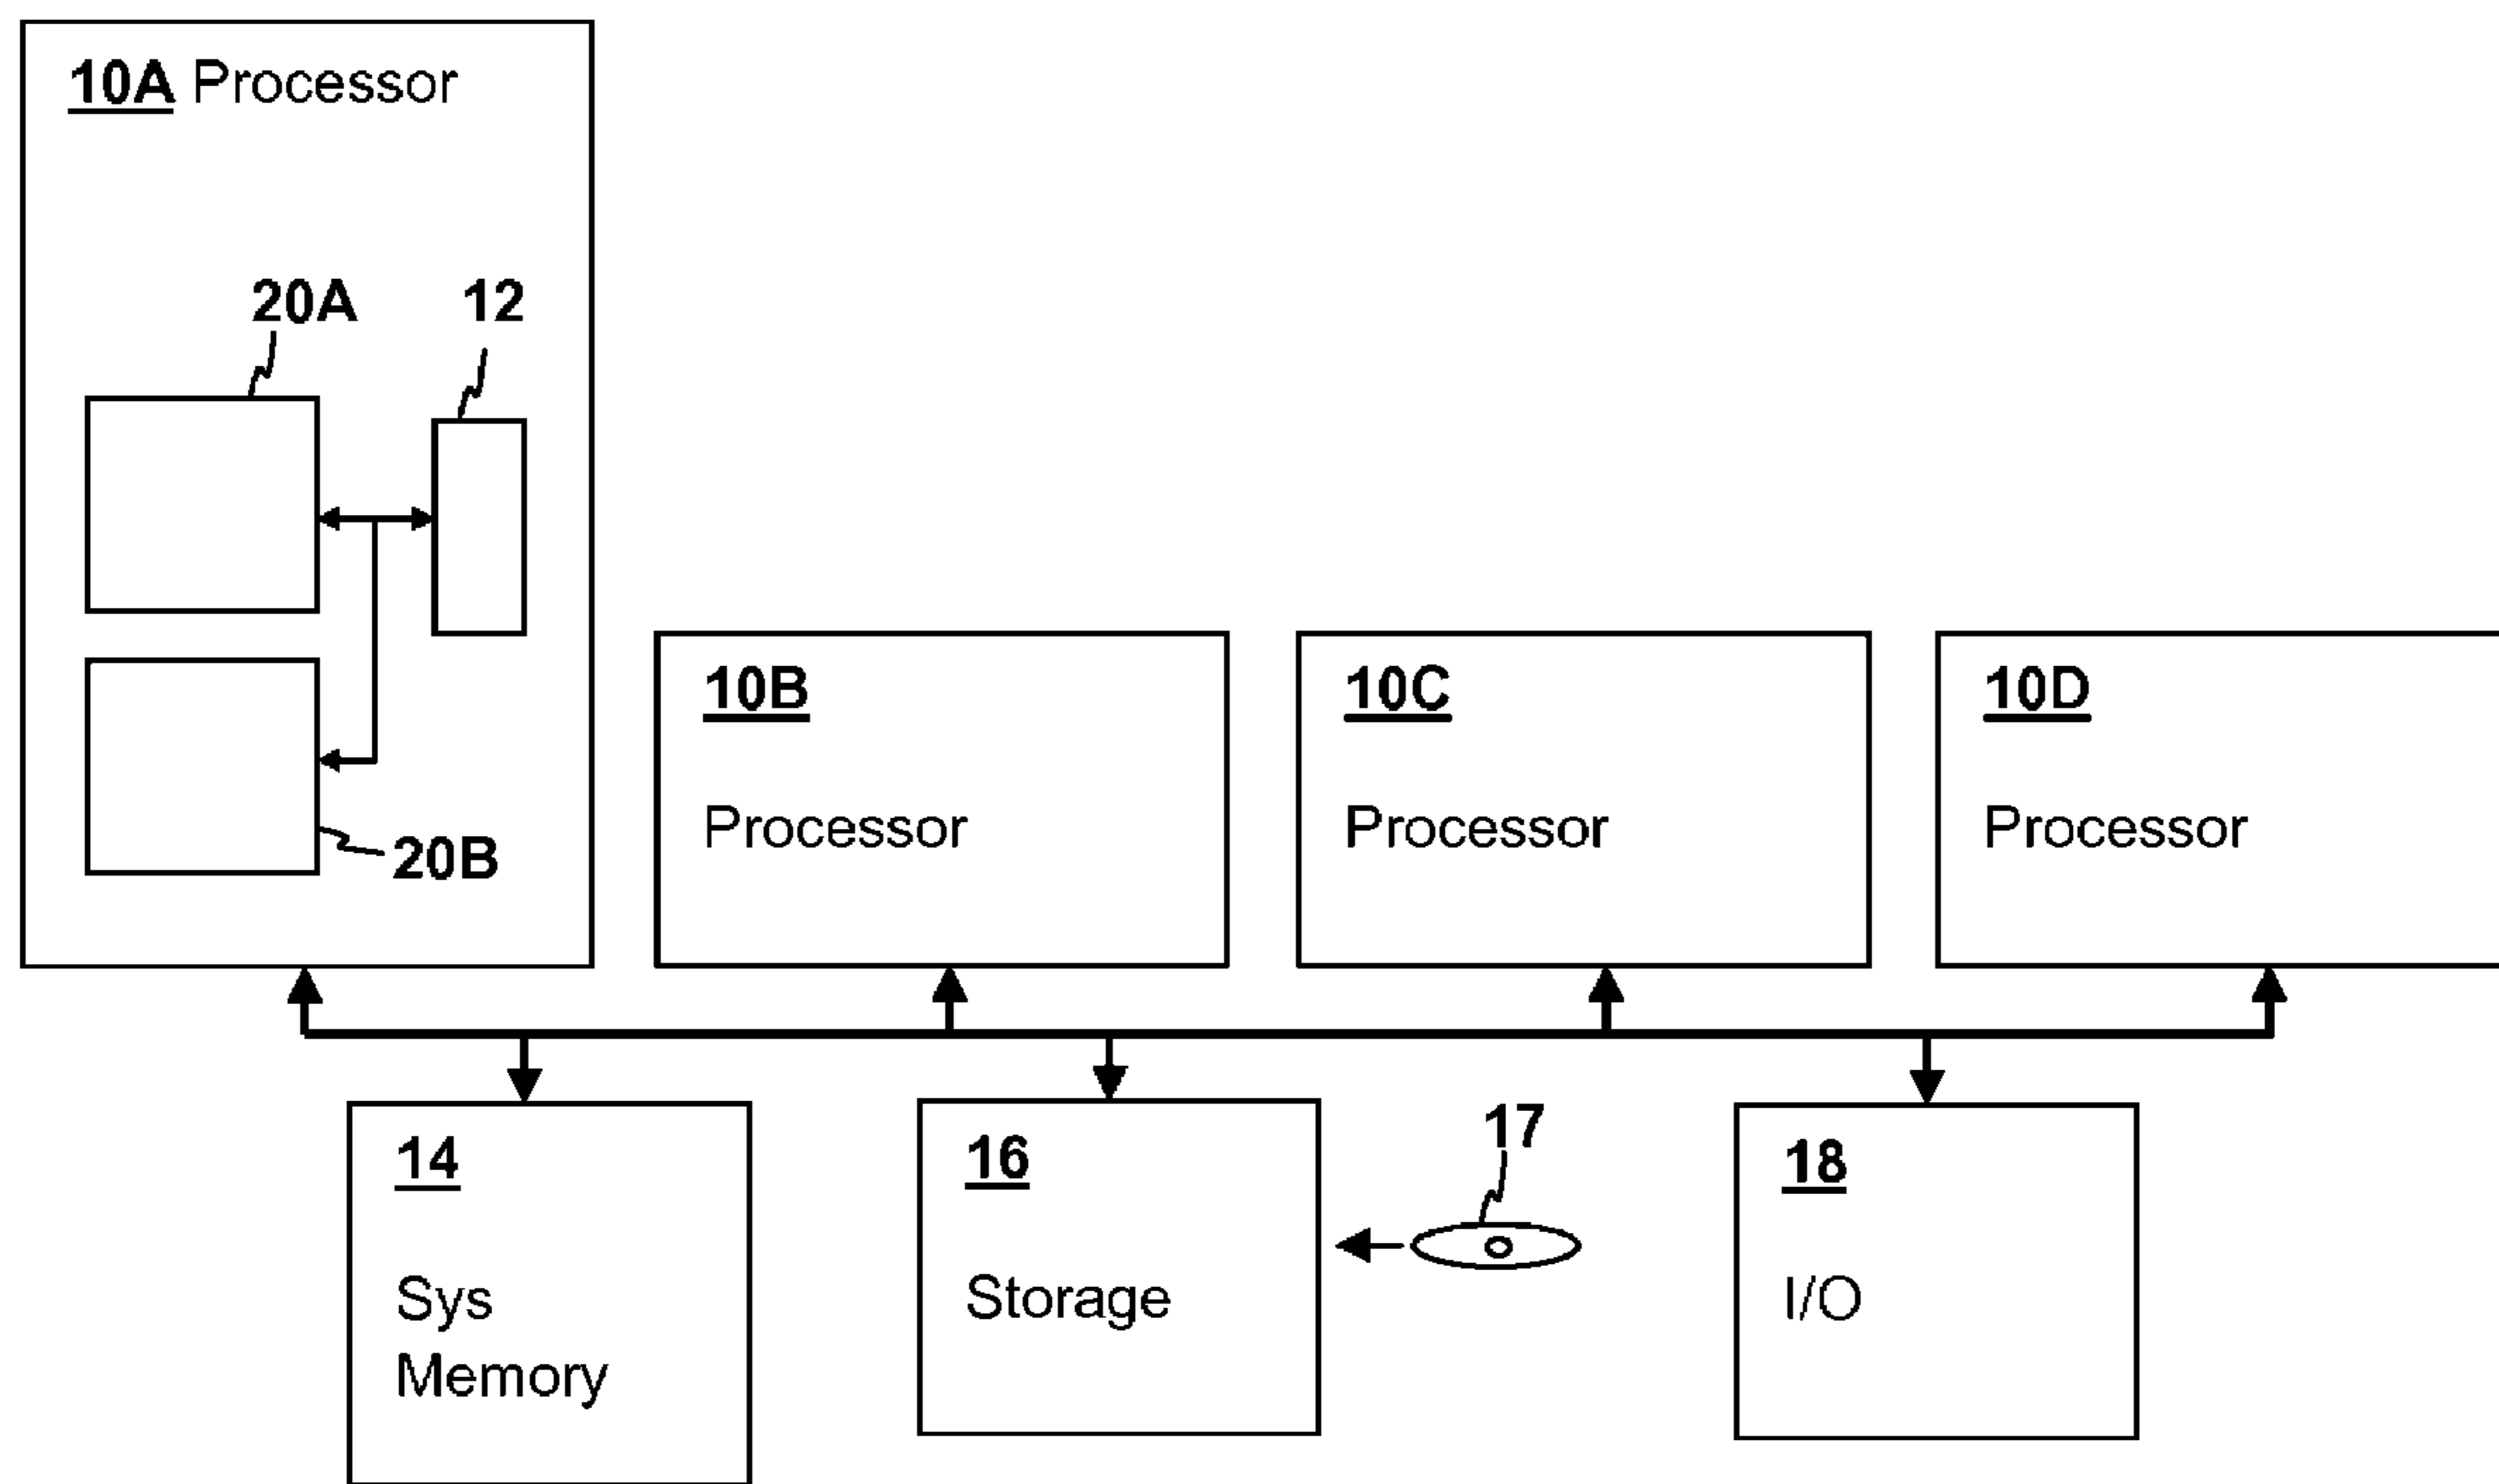 10A Processor
20A
12
20B
10B
Processor
10C
Processor
10D
Processor
14
Sys
Memory
16
Storage
17
18
I/O